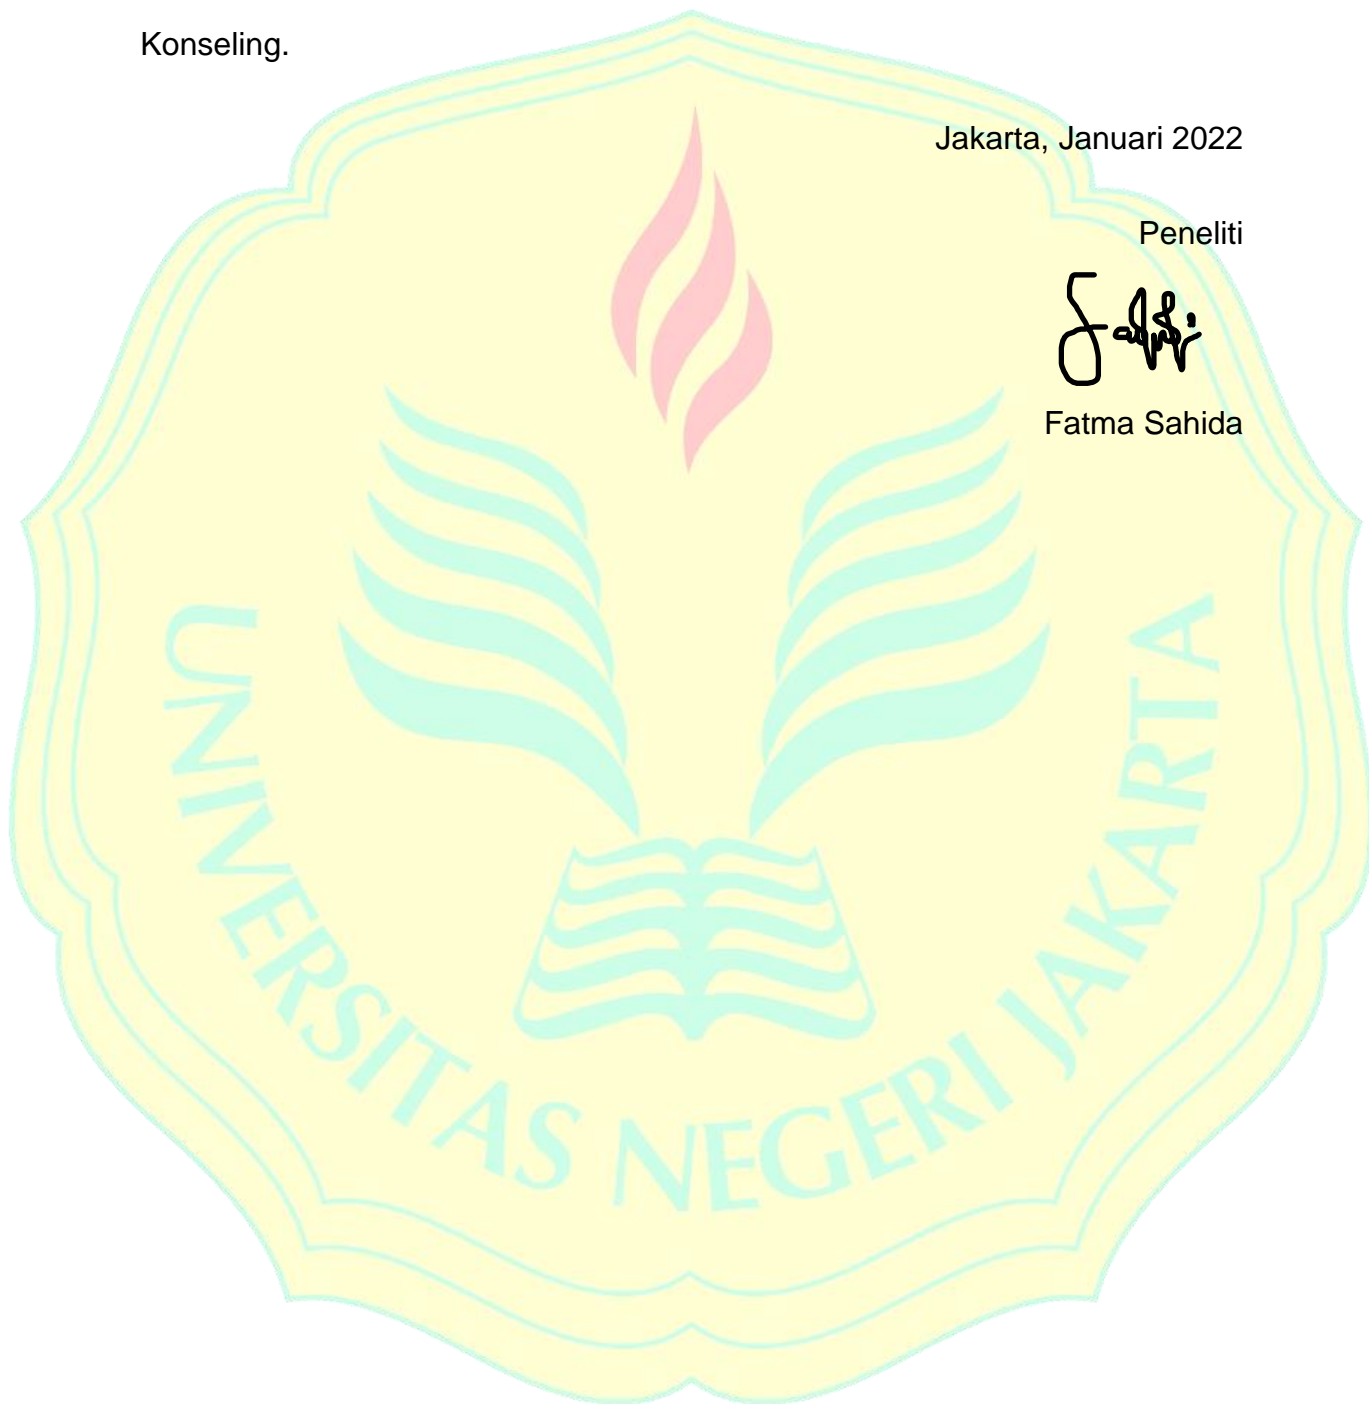 Konseling.
Jakarta, Januari 2022
Peneliti
Fatma Sahida
UNIVERSITAS NEGERI JAKARTA